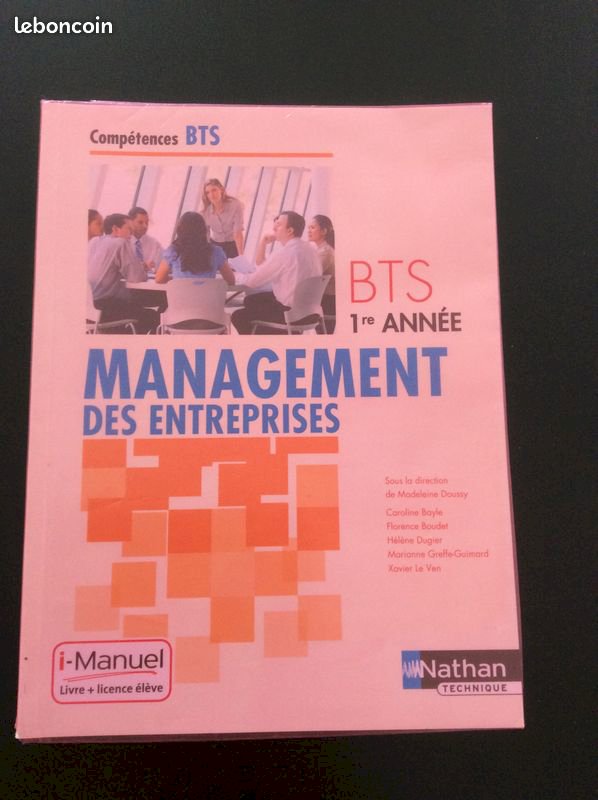 leboncoin
Compétences BTS
BTS
1re ANNÉE
MANAGEMENT
DES ENTREPRISES
Sous la direction
de Madeleine Doussy
Caroline Bayle
Florence Boudet
Hélène Dugier
Marianne Greffe-Guimard
Xavier Le Ven
i-Manuel
Livre + licence élève
Nathan
TECHNIQUE